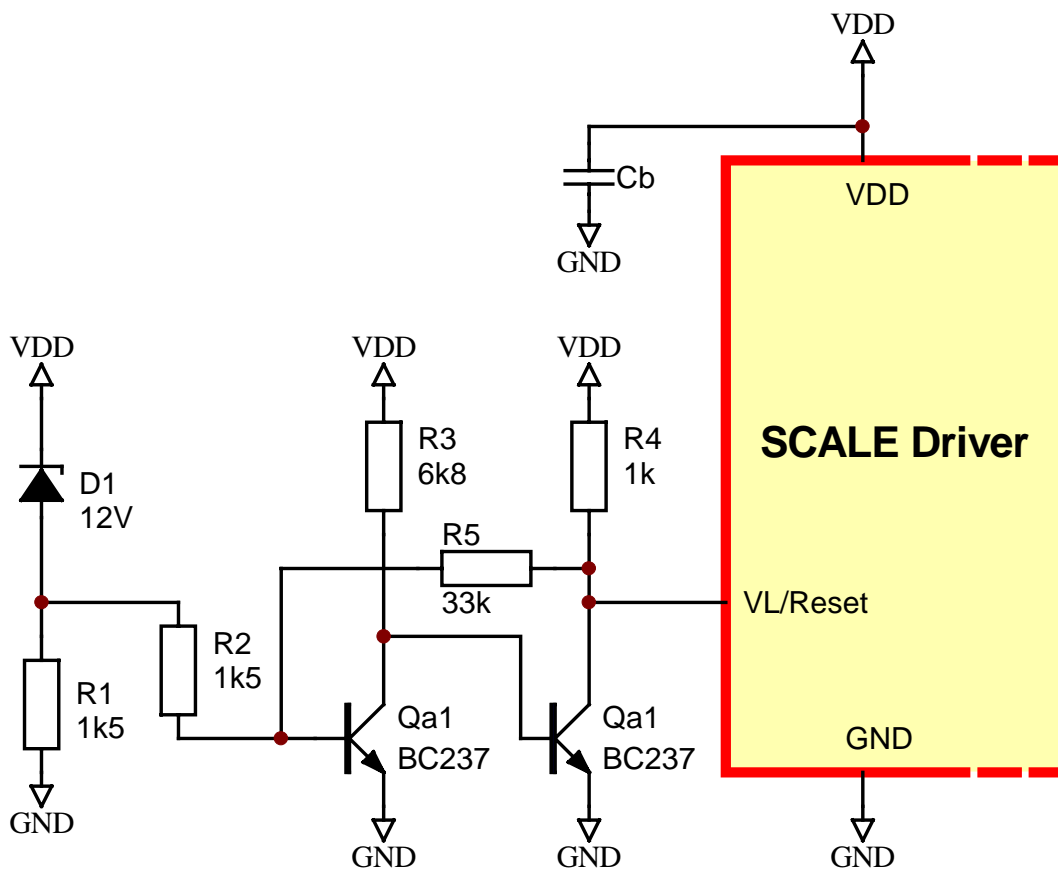 VDD
Cb
VDD
GND
VDD
VDD
VDD
R3
6k8
R4
1k
SCALE Driver
D1
12V
R5
33k
VL/Reset
R2
1k5
R1
1k5
Qa1
BC237
Qa1
BC237
GND
GND
GND
GND
GND